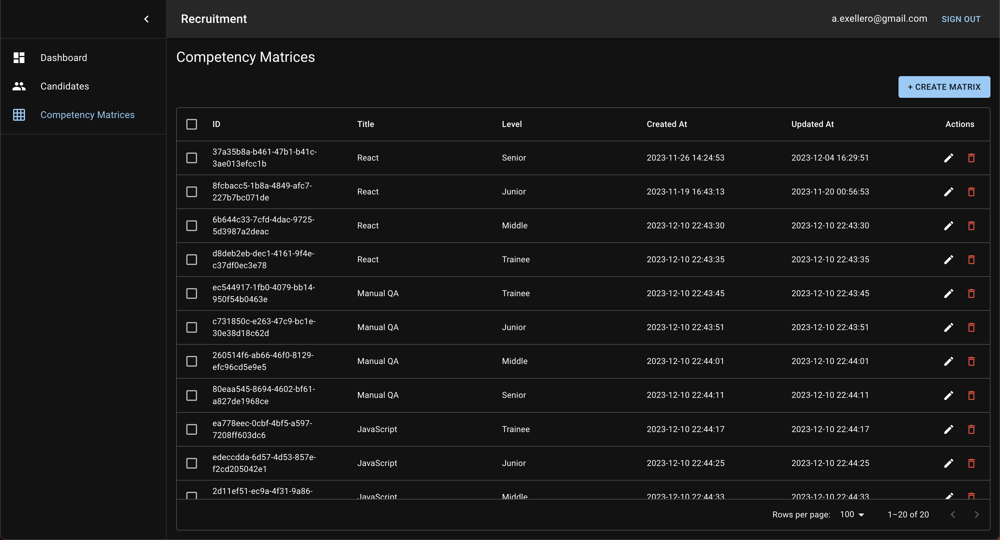 Recruitment
a.exellero@gmail.com SIGN OUT
Dashboard
Candidates
Competency Matrices
Competency Matrices
+ CREATE MATRIX
ID Title Level Created At Updated At Actions
37a35b8a-b461-47b1-b41c-
3ae013efcc1b
React Senior 2023-11-26 14:24:53 2023-12-04 16:29:51
8fcbacc5-1b8a-4849-afc7-
227b7bc071de
React Junior 2023-11-19 16:43:13 2023-11-20 00:56:53
6b644c33-7cfd-4dac-9725-
5d3987a2deac
React Middle 2023-12-10 22:43:30 2023-12-10 22:43:30
d8deb2eb-dec1-4161-9f4e-
c37df0ec3e78
React Trainee 2023-12-10 22:43:35 2023-12-10 22:43:35
ec544917-1fb0-4079-bb14-
950f54b0463e
Manual QA Trainee 2023-12-10 22:43:45 2023-12-10 22:43:45
c731850c-e263-47c9-bc1e-
30e38d18c62d
Manual QA Junior 2023-12-10 22:43:51 2023-12-10 22:43:51
260514f6-ab66-46f0-8129-
efc96cd5e9e5
Manual QA Middle 2023-12-10 22:44:01 2023-12-10 22:44:01
80eaa545-8694-4602-bf61-
a827de1968ce
Manual QA Senior 2023-12-10 22:44:11 2023-12-10 22:44:11
ea778eec-0cbf-4bf5-a597-
7208ff603dc6
JavaScript Trainee 2023-12-10 22:44:17 2023-12-10 22:44:17
edeccdda-6d57-4d53-857e-
f2cd205042e1
JavaScript Junior 2023-12-10 22:44:25 2023-12-10 22:44:25
2d11ef51-ec9a-4f31-9a86-
JavaScript Middle 2023-12-10 22:44:33 2023-12-10 22:44:33
Rows per page: 100 1–20 of 20